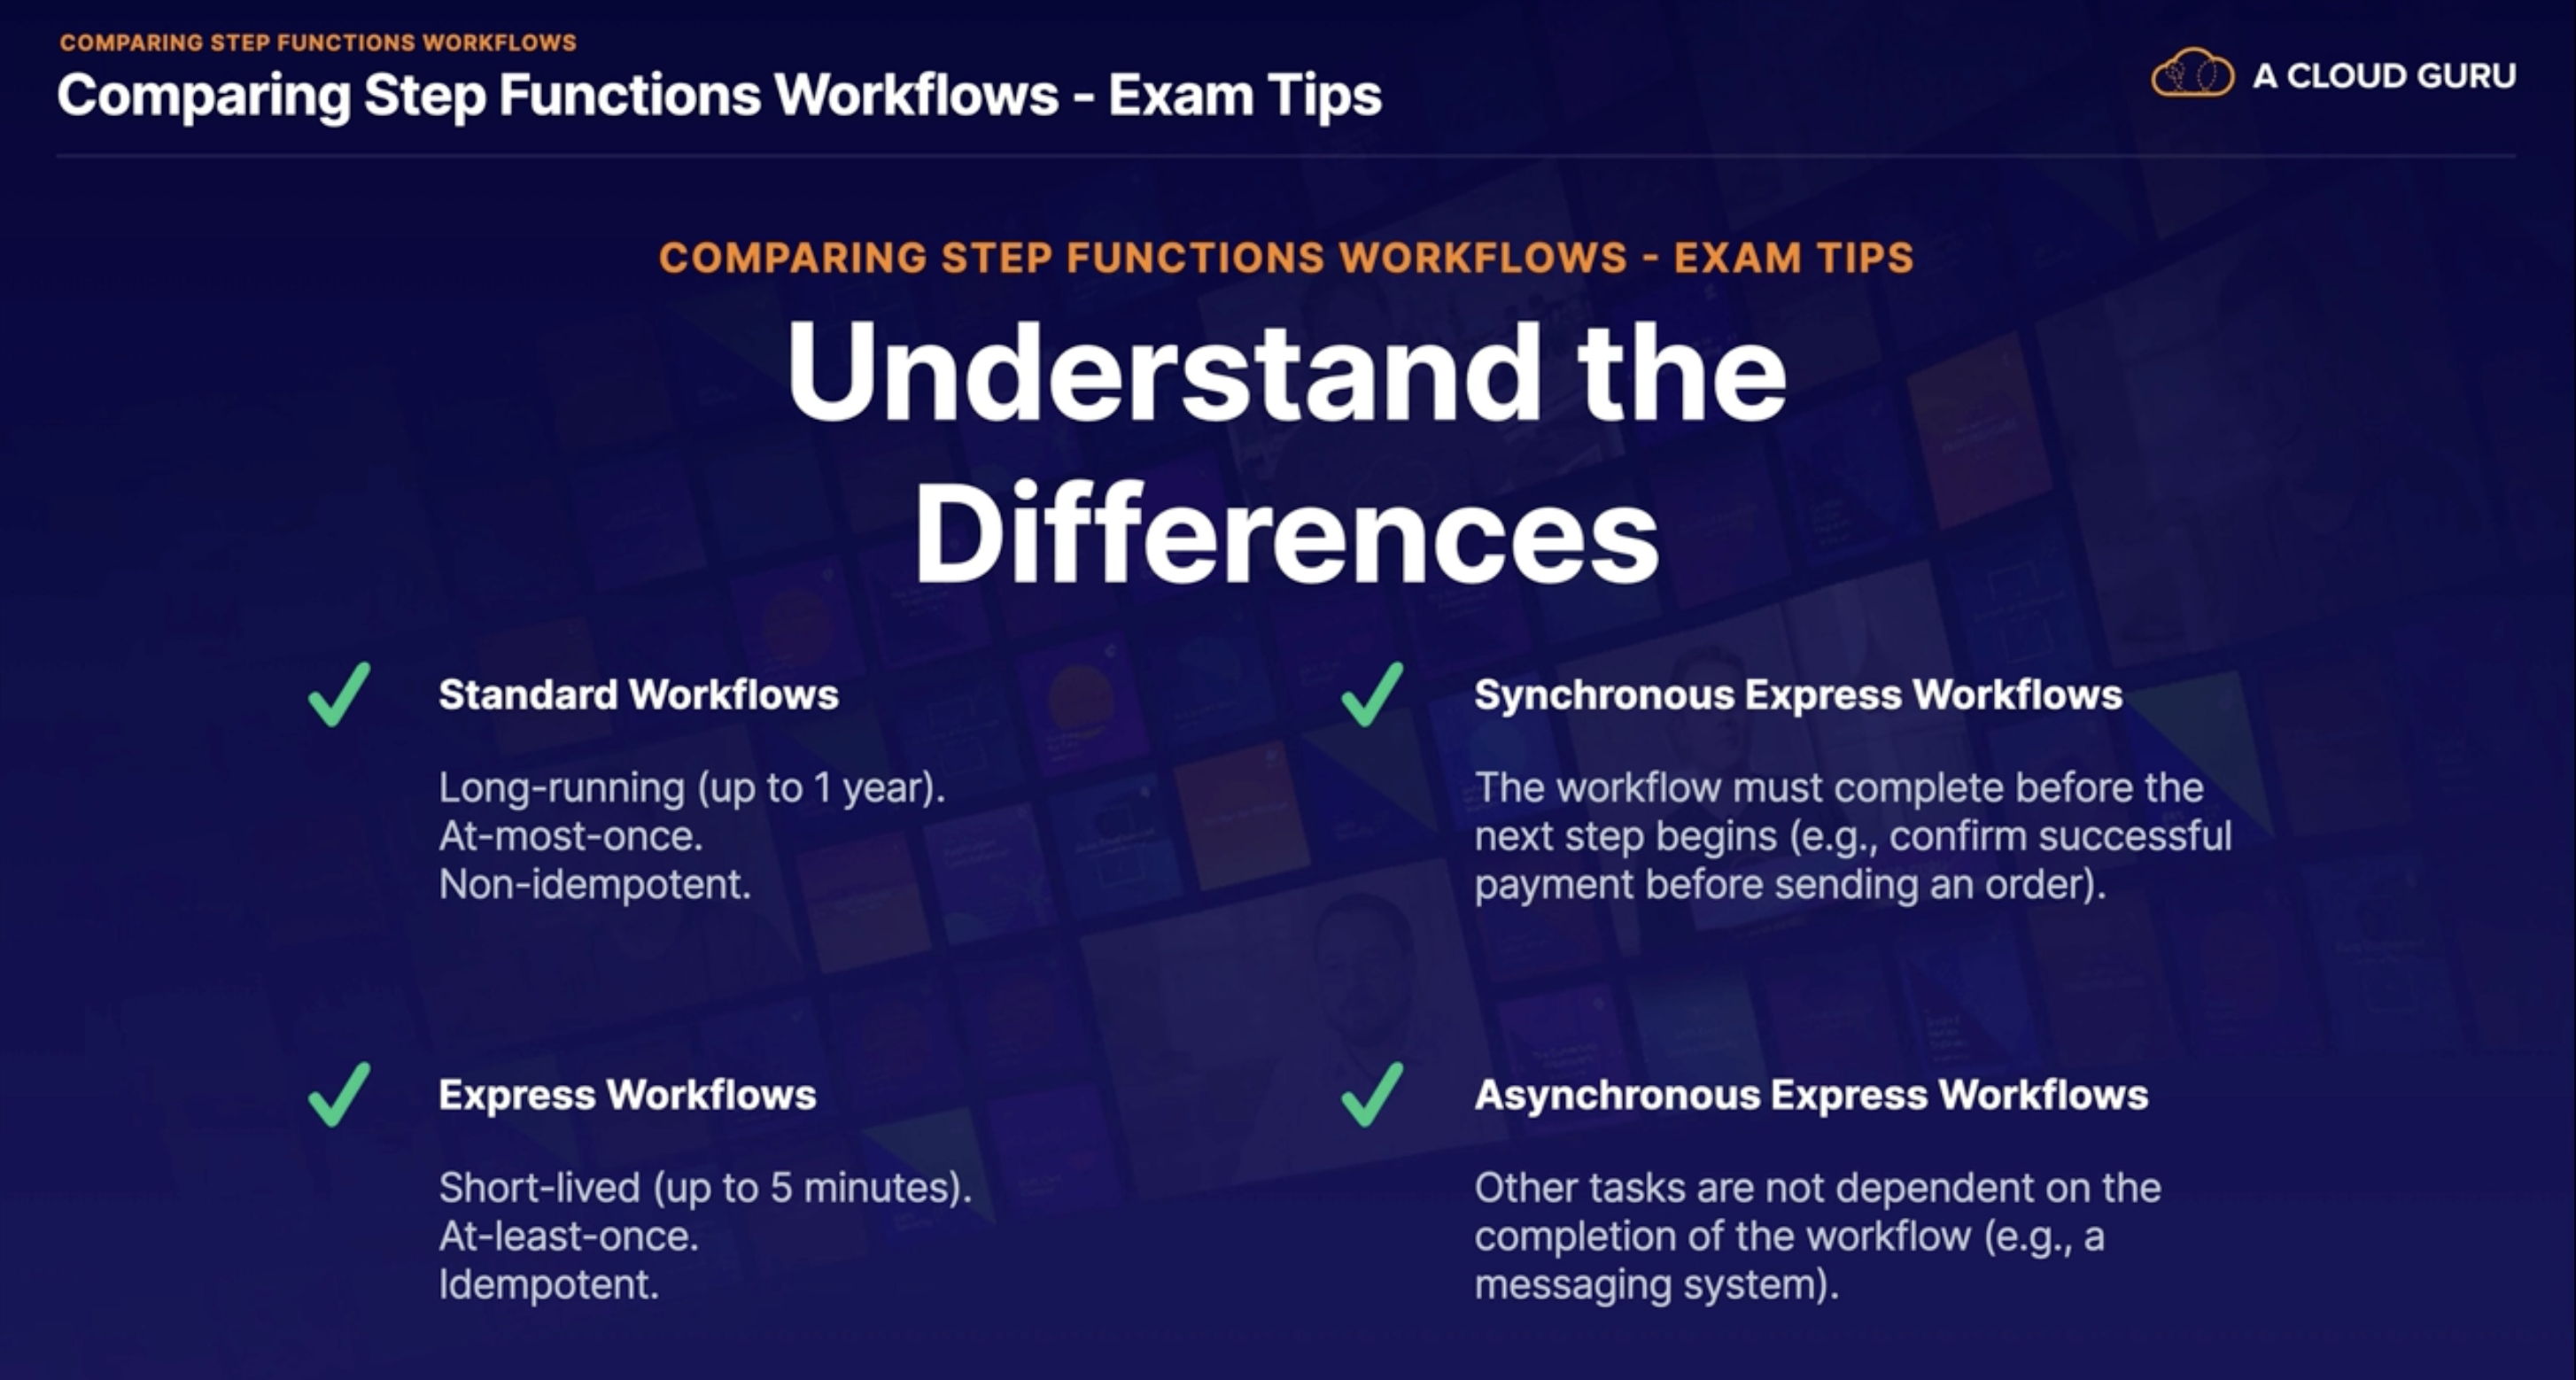 COMPARING STEP FUNCTIONS WORKFLOWS
Comparing Step Functions Workflows - Exam Tips
A CLOUD GURU
COMPARING STEP FUNCTIONS WORKFLOWS - EXAM TIPS
Understand the
Differences
Standard Workflows
Long-running (up to 1 year).
At-most-once.
Non-idempotent.
Synchronous Express Workflows
The workflow must complete before the
next step begins (e.g., confirm successful
payment before sending an order).
Express Workflows
Short-lived (up to 5 minutes).
At-least-once.
Idempotent.
Asynchronous Express Workflows
Other tasks are not dependent on the
completion of the workflow (e.g., a
messaging system).